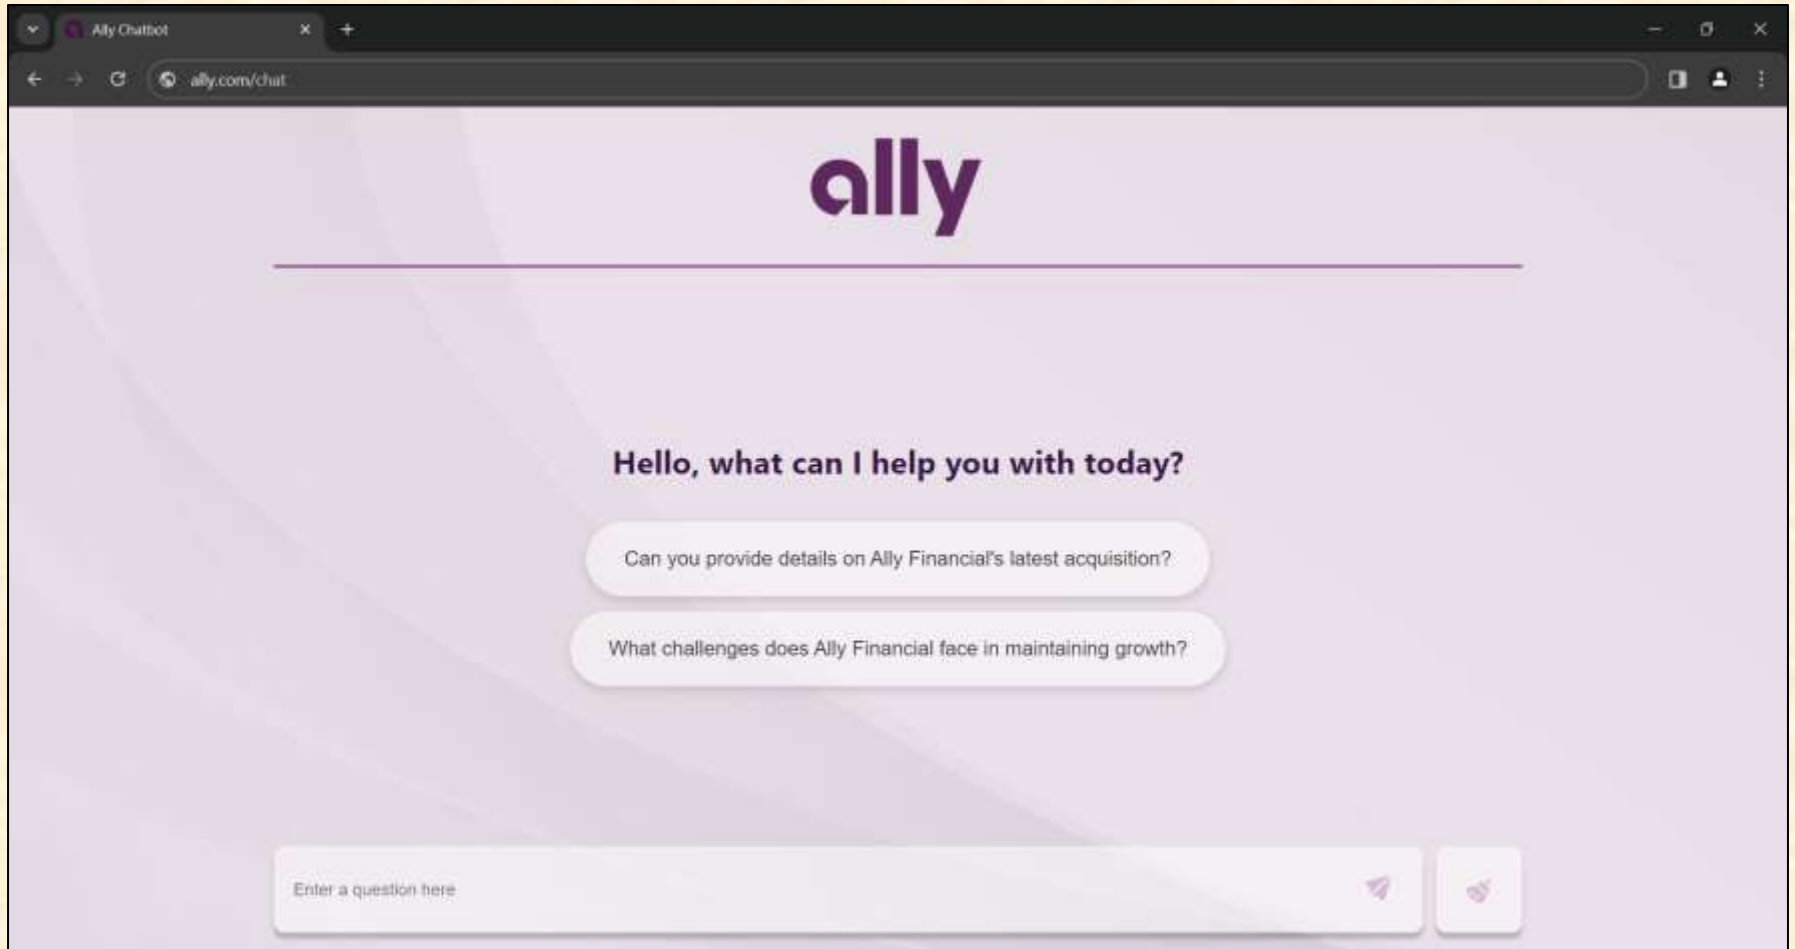 Ally Chatbot
ally.com/chat
ally
Hello, what can I help you with today?
Can you provide details on Ally Financial's latest acquisition?
What challenges does Ally Financial face in maintaining growth?
Enter a question here